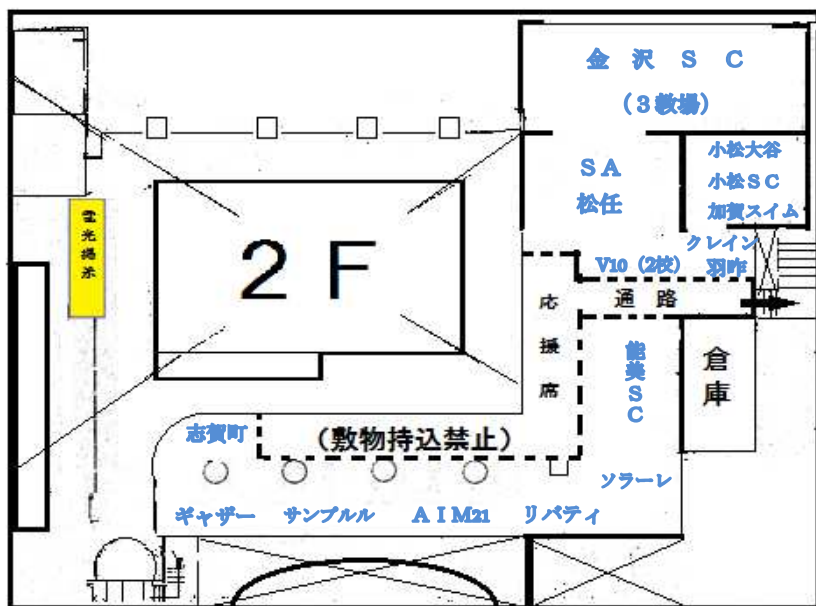 金 沢 S C
（３教場）
小松大谷
小松SC
加賀スイム
SA
松任
クレイン
羽咋
V10（2校）
電光掲示
２F
通 路
応援席
能美SC
倉庫
志賀町
（敷物持込禁止）
ソラーレ
ギャザー
サンプルル
AIM21
リバティ